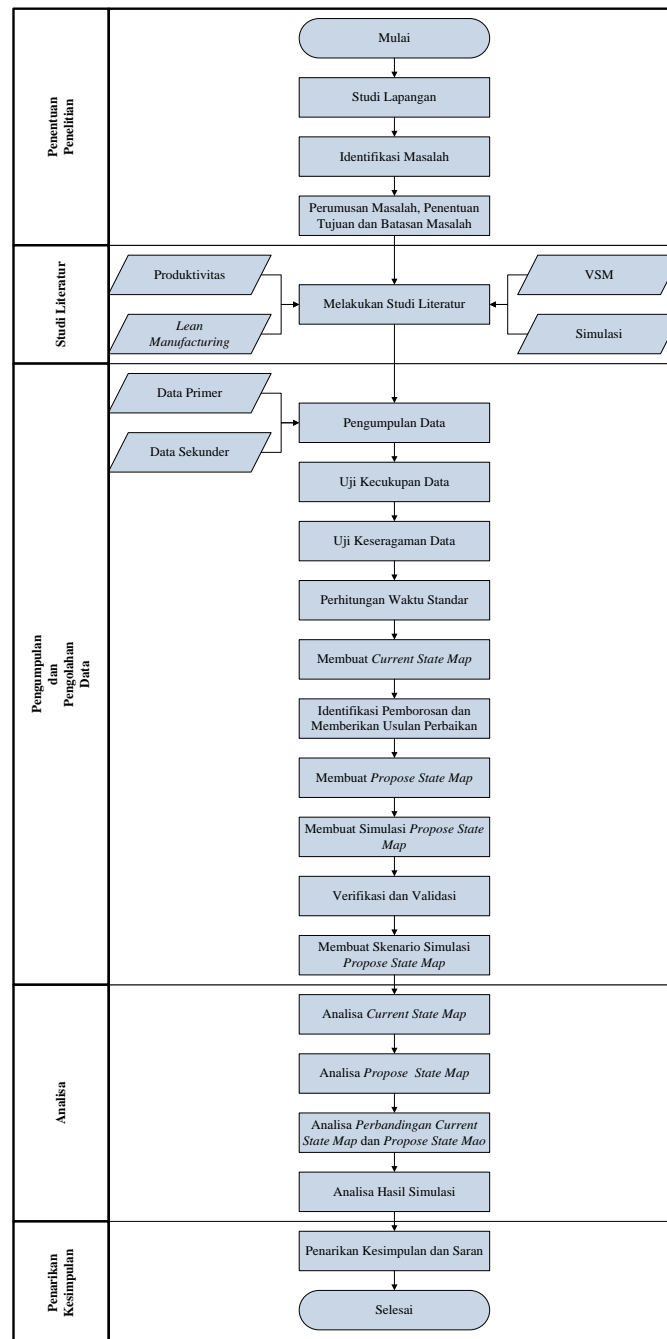 Penentuan
Penelitian
Mulai
Studi Lapangan
Identifikasi Masalah
Perumusan Masalah, Penentuan
Tujuan dan Batasan Masalah
Studi Literatur
Produktivitas
Lean
Manufacturing
Melakukan Studi Literatur
VSM
Simulasi
Pengumpulan
dan
Pengolahan
Data
Data Primer
Data Sekunder
Pengumpulan Data
Uji Kecukupan Data
Uji Keseragaman Data
Perhitungan Waktu Standar
Membuat Current State Map
Identifikasi Pemborosan dan
Memberikan Usulan Perbaikan
Membuat Propose State Map
Membuat Simulasi Propose State
Map
Verifikasi dan Validasi
Membuat Skenario Simulasi
Propose State Map
Analisa
Analisa Current State Map
Analisa Propose State Map
Analisa Perbandingan Current
State Map dan Propose State Mao
Analisa Hasil Simulasi
Penarikan
Kesimpulan
Penarikan Kesimpulan dan Saran
Selesai